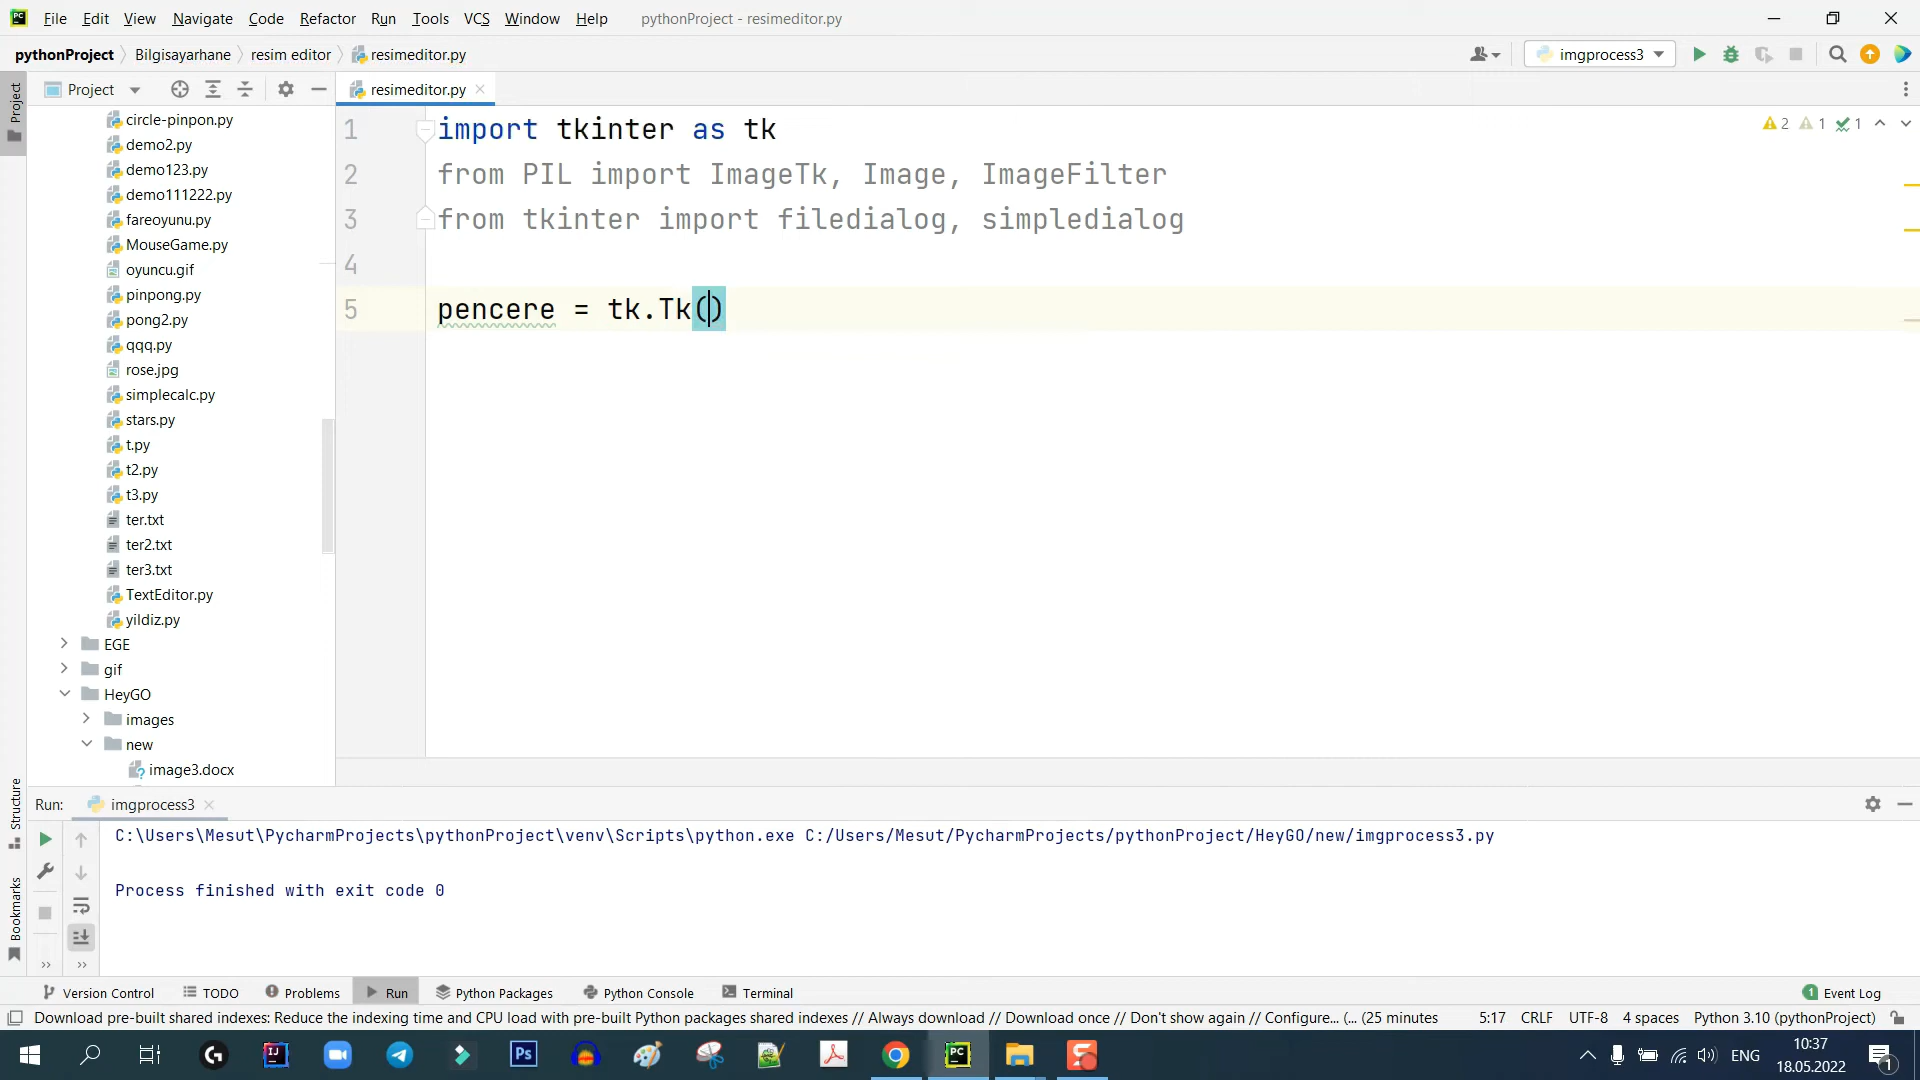 File Edit View Navigate Code Refactor Run Tools VCS Window Help pythonProject - resimeditor.py
pythonProject Bilgisayarhane resim editor resimeditor.py imgprocess3
Project
resimeditor.py
Project
circle-pinpon.py
demo2.py
demo123.py
demo111222.py
fareoyunu.py
MouseGame.py
oyuncu.gif
pinpong.py
pong2.py
qqq.py
rose.jpg
simplecalc.py
stars.py
t.py
t2.py
t3.py
ter.txt
ter2.txt
ter3.txt
TextEditor.py
yildiz.py
EGE
gif
HeyGO
images
new
image3.docx
1 import tkinter as tk
2 from PIL import ImageTk, Image, ImageFilter
3 from tkinter import filedialog, simpledialog
4
5 pencere = tk.Tk()
2 1 1
Structure
Bookmarks
Run: imgprocess3
C:\Users\Mesut\PycharmProjects\pythonProject\venv\Scripts\python.exe C:/Users/Mesut/PycharmProjects/pythonProject/HeyGO/new/imgprocess3.py
Process finished with exit code 0
Version Control TODO Problems Run Python Packages Python Console Terminal 1 Event Log
Download pre-built shared indexes: Reduce the indexing time and CPU load with pre-built Python packages shared indexes // Always download // Download once // Don't show again // Configure... (... (25 minutes 5:17 CRLF UTF-8 4 spaces Python 3.10 (pythonProject)
ENG
10:37
18.05.2022
1